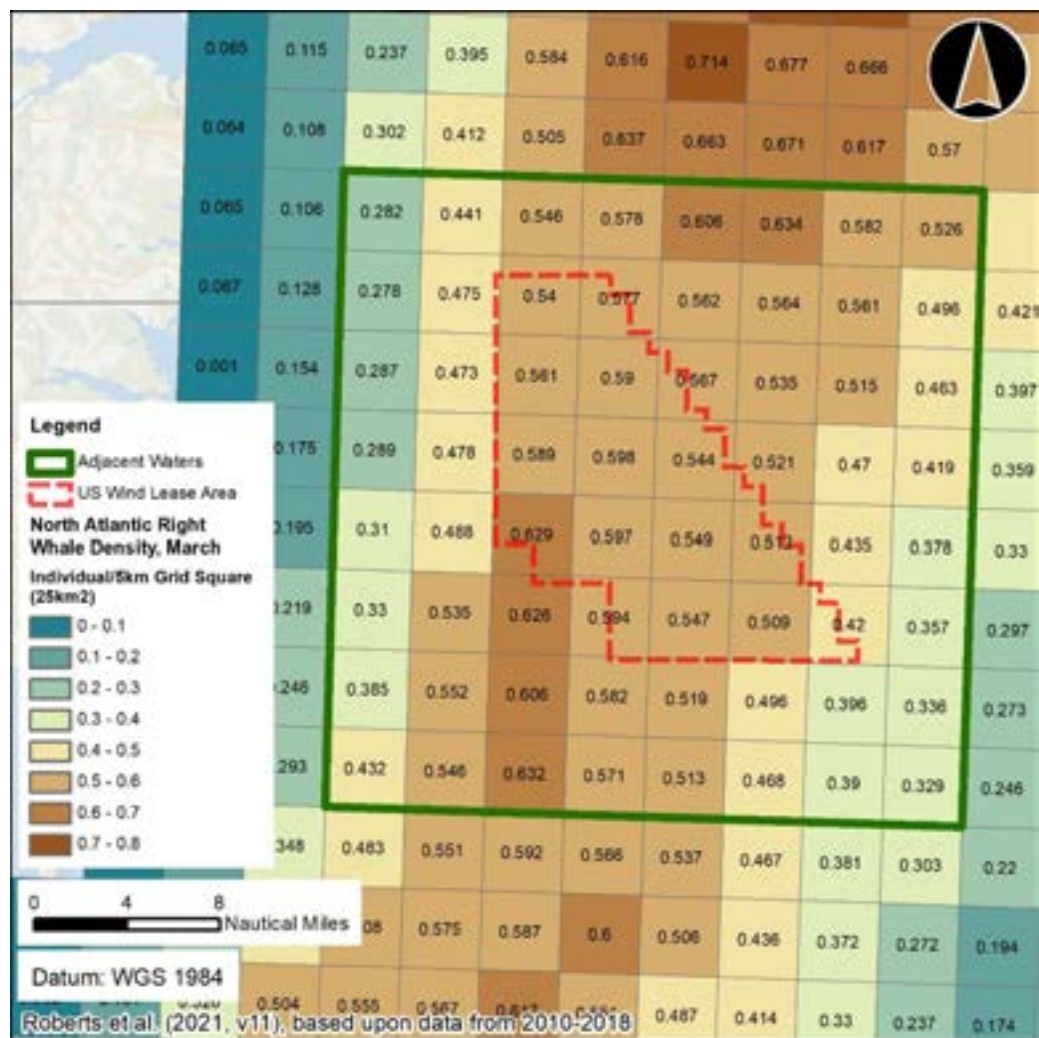 0.065 0.115 0.237 0.395 0.584 0.616 0.714 0.677 0.666
0.064 0.108 0.302 0.412 0.505 0.637 0.663 0.671 0.617 0.57
0.065 0.106 0.282 0.441 0.546 0.578 0.606 0.634 0.582 0.526
0.067 0.128 0.278 0.475 0.54 0.577 0.562 0.564 0.561 0.496 0.421
0.001 0.154 0.287 0.473 0.561 0.59 0.567 0.535 0.515 0.463 0.397
Legend
Adjacent Waters
US Wind Lease Area
North Atlantic Right
Whale Density, March
Individual/5km Grid Square
(25km2)
0 - 0.1
0.1 - 0.2
0.2 - 0.3
0.3 - 0.4
0.4 - 0.5
0.5 - 0.6
0.6 - 0.7
0.7 - 0.8
0.175 0.289 0.478 0.589 0.598 0.544 0.521 0.47 0.419 0.359
0.195 0.31 0.488 0.629 0.597 0.549 0.435 0.378 0.33
0.219 0.33 0.535 0.626 0.594 0.547 0.509 0.42 0.357 0.297
.246 0.385 0.552 0.606 0.582 0.519 0.496 0.396 0.336 0.273
.293 0.432 0.546 0.632 0.571 0.513 0.468 0.39 0.329 0.246
348 0.463 0.551 0.592 0.566 0.537 0.467 0.381 0.303 0.22
08 0.575 0.587 0.6 0.506 0.436 0.372 0.272 0.194
0 4 8
Nautical Miles
Datum: WGS 1984
0.504 0.555 0.567 0.487 0.414 0.33 0.237 0.174
Roberts et al. (2021, v11), based upon data from 2010-2018